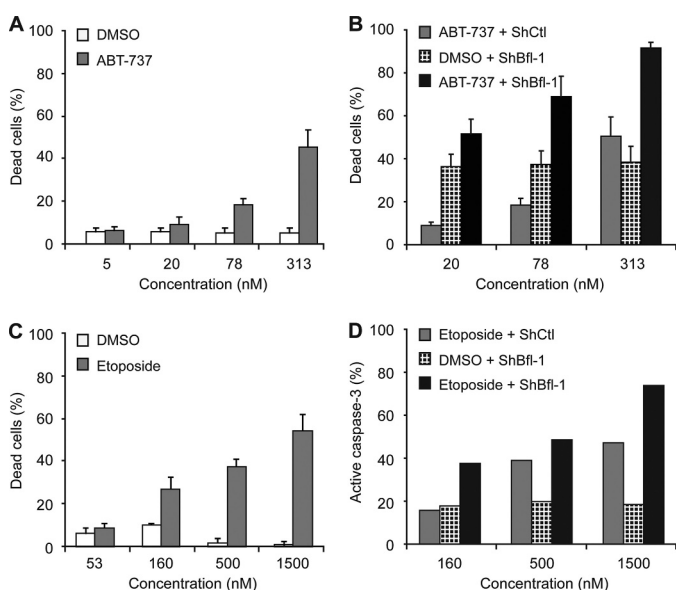 A
DMSO
ABT-737
Dead cells (%)
100
80
60
40
20
0
5 20 78 313
Concentration (nM)
B
ABT-737 + ShCtl
DMSO + ShBfl-1
ABT-737 + ShBfl-1
Dead cells (%)
100
80
60
40
20
0
20 78 313
Concentration (nM)
C
DMSO
Etoposide
Dead cells (%)
100
80
60
40
20
0
53 160 500 1500
Concentration (nM)
D
Etoposide + ShCtl
DMSO + ShBfl-1
Etoposide + ShBfl-1
Active caspase-3 (%)
100
80
60
40
20
0
160 500 1500
Concentration (nM)